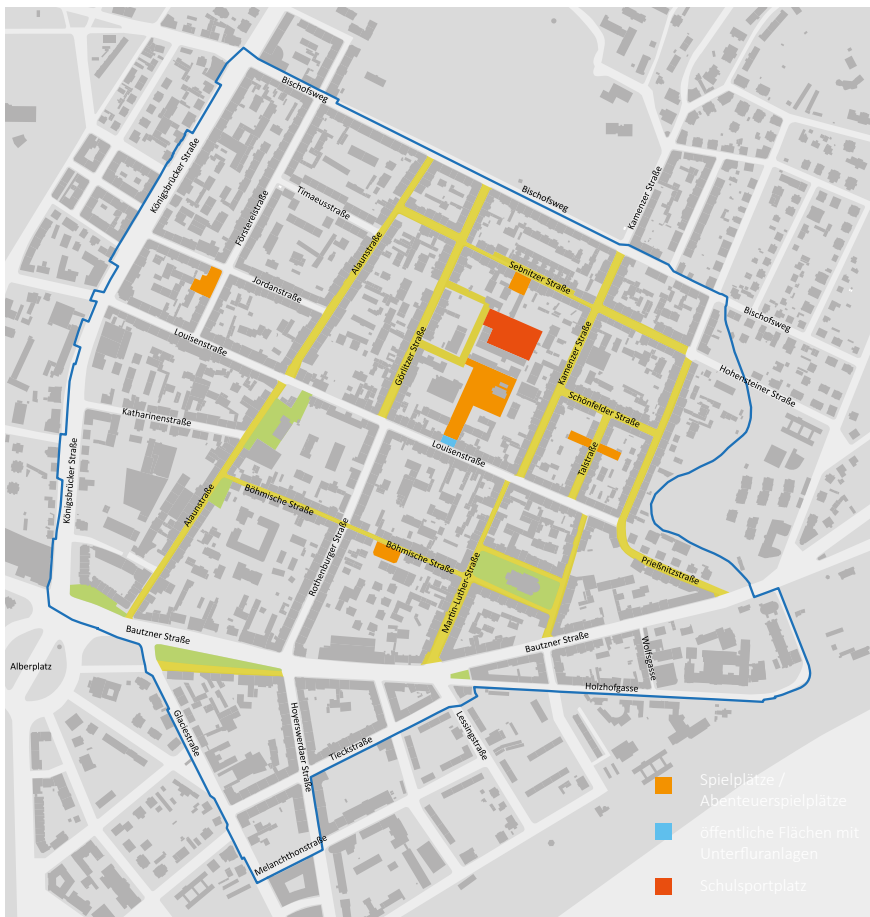 Bischofsweg
Königsbrücker Straße
Förstereistraße
Timaeusstraße
Bischofsweg
Kamenzer Straße
Alaunstraße
Jordanstraße
Sebnitzer Straße
Louisenstraße
Görlitzer Straße
Kamenzer Straße
Bischofsweg
Hohensteiner Straße
Katharinenstraße
Schönfelder Straße
Louisenstraße
Talstraße
Königsbrücker Straße
Alaunstraße
Böhmische Straße
Rothenburger Straße
Böhmische Straße
Martin-Luther-Straße
Prießnitzstraße
Bautzner Straße
Bautzner Straße
Wolfsgasse
Alberplatz
Holzhofgasse
Glacisstraße
Hoyerswerdaer Straße
Tieckstraße
Lessingstraße
Melanchthonstraße
Spielplätze /
Abenteuerspielplätze
öffentliche Flächen mit
Unterfluranlagen
Schulsportplatz